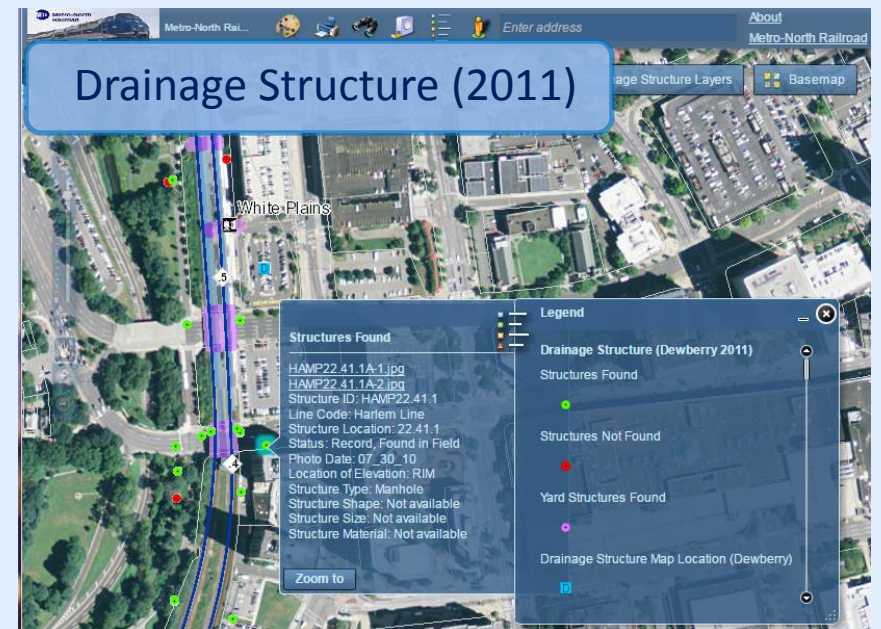 METRO-NORTH
RAILROAD
Metro-North Rai...
Enter address
About
Metro-North Railroad
Drainage Structure (2011)
age Structure Layers
Basemap
White Plains
D
.5
.4
Structures Found
HAMP22.41.1A-1.jpg
HAMP22.41.1A-2.jpg
Structure ID: HAMP22.41.1
Line Code: Harlem Line
Structure Location: 22.41.1
Status: Record, Found in Field
Photo Date: 07_30_10
Location of Elevation: RIM
Structure Type: Manhole
Structure Shape: Not available
Structure Size: Not available
Structure Material: Not available
Zoom to
Legend
Drainage Structure (Dewberry 2011)
Structures Found
Structures Not Found
Yard Structures Found
Drainage Structure Map Location (Dewberry)
D